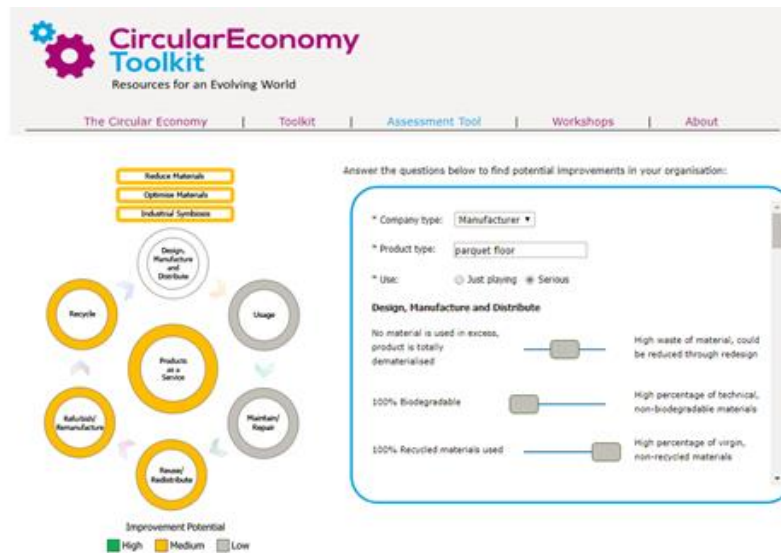 CircularEconomy
Toolkit
Resources for an Evolving World
The Circular Economy | Toolkit | Assessment Tool | Workshops | About
Reduce Materials
Optimise Materials
Industrial Symbiosis
Design,
Manufacture
and
Distribute
Recycle
Usage
Products
as a
Service
Refurbish/
Remanufacture
Maintain/
Repair
Reuse/
Redistribute
Improvement Potential
High Medium Low
Answer the questions below to find potential improvements in your organisation:
* Company type: Manufacturer
* Product type: parquet floor
* Use: Just playing Serious
Design, Manufacture and Distribute
No material is used in excess,
product is totally
dematerialised
High waste of material, could
be reduced through redesign
100% Biodegradable
High percentage of technical,
non-biodegradable materials
100% Recycled materials used
High percentage of virgin,
non-recycled materials